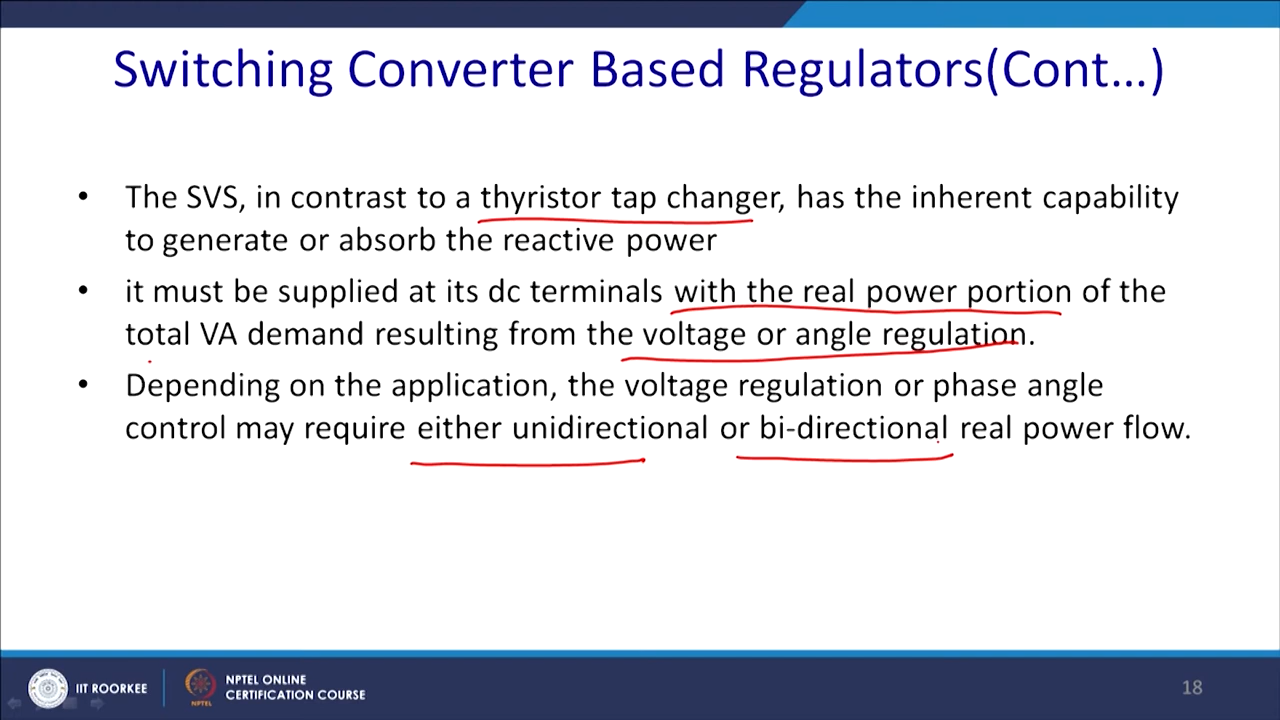 Switching Converter Based Regulators(Cont...)
• The SVS, in contrast to a thyristor tap changer, has the inherent capability
to generate or absorb the reactive power
• it must be supplied at its dc terminals with the real power portion of the
total VA demand resulting from the voltage or angle regulation.
• Depending on the application, the voltage regulation or phase angle
control may require either unidirectional or bi-directional real power flow.
IIT ROORKEE
NPTEL
NPTEL ONLINE
CERTIFICATION COURSE
18